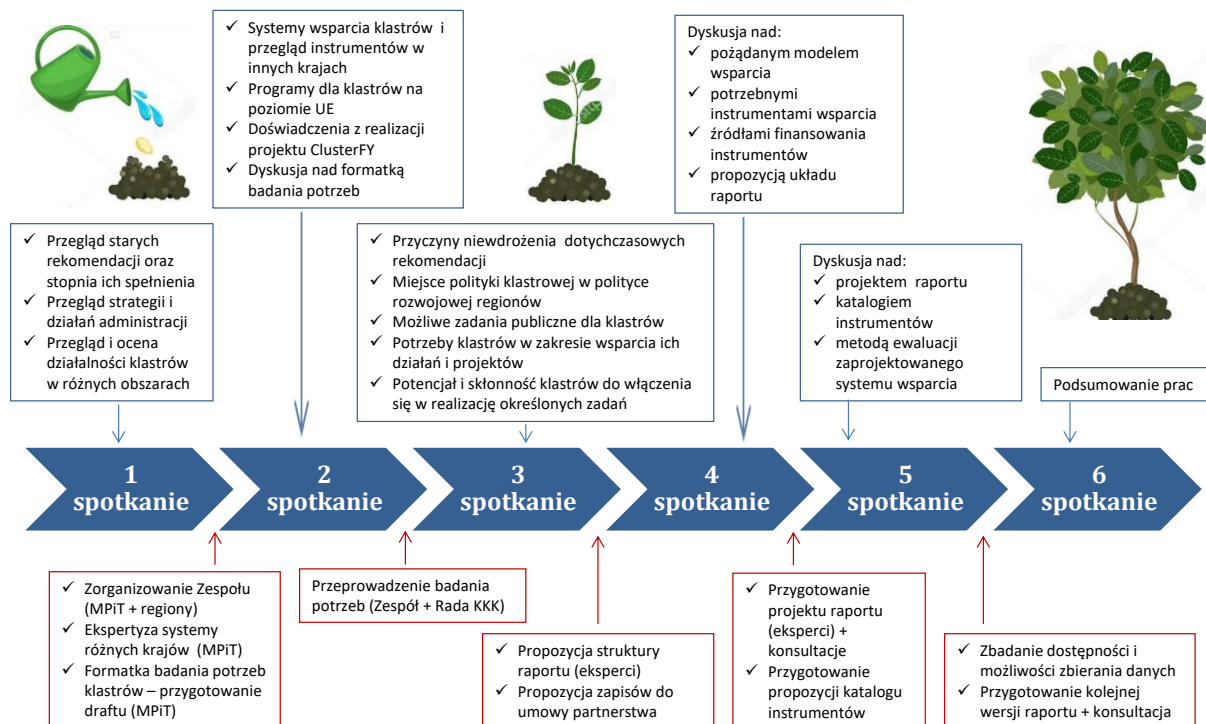 ✓ Systemy wsparcia klastrów i
przegląd instrumentów w
innych krajach
✓ Programy dla klastrów na
poziomie UE
✓ Doświadczenia z realizacji
projektu ClusterFY
✓ Dyskusja nad formatką
badania potrzeb
Dyskusja nad:
✓ pożądanym modelem
wsparcia
✓ potrzebnymi
instrumentami wsparcia
✓ źródłami finansowania
instrumentów
✓ propozycją układu
raportu
✓ Przegląd starych
rekomendacji oraz
stopnia ich spełnienia
✓ Przegląd strategii i
działań administracji
✓ Przegląd i ocena
działalności klastrów
w różnych obszarach
✓ Przyczyny niewdrożenia dotychczasowych
rekomendacji
✓ Miejsce polityki klastrowej w polityce
rozwojowej regionów
✓ Możliwe zadania publiczne dla klastrów
✓ Potrzeby klastrów w zakresie wsparcia ich
działań i projektów
✓ Potencjał i skłonność klastrów do włączenia
się w realizację określonych zadań
Dyskusja nad:
✓ projektem raportu
✓ katalogiem
instrumentów
✓ metodą ewaluacji
zaprojektowanego
systemu wsparcia
Podsumowanie prac
1
spotkanie
2
spotkanie
3
spotkanie
4
spotkanie
5
spotkanie
6
spotkanie
✓ Zorganizowanie Zespołu
(MPiT + regiony)
✓ Ekspertyza systemy
różnych krajów (MPiT)
✓ Formatka badania potrzeb
klastrów – przygotowanie
draftu (MPiT)
Przeprowadzenie badania
potrzeb (Zespół + Rada KKK)
✓ Propozycja struktury
raportu (eksperci)
✓ Propozycja zapisów do
umowy partnerstwa
✓ Przygotowanie
projektu raportu
(eksperci) +
konsultacje
✓ Przygotowanie
propozycji katalogu
instrumentów
✓ Zbadanie dostępności i
możliwości zbierania danych
✓ Przygotowanie kolejnej
wersji raportu + konsultacja